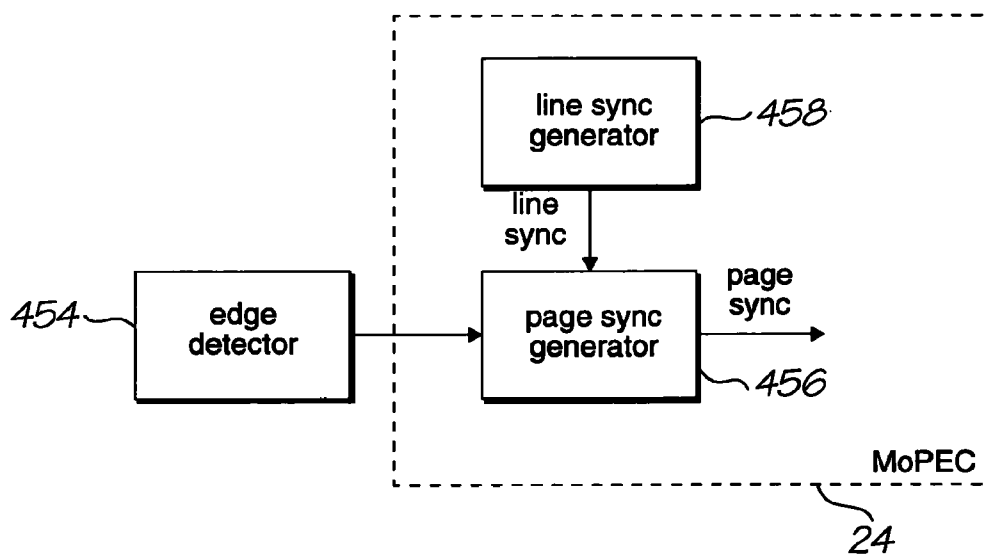 line sync
generator
458
line
sync
454
edge
detector
page sync
generator
page
sync
456
MoPEC
24